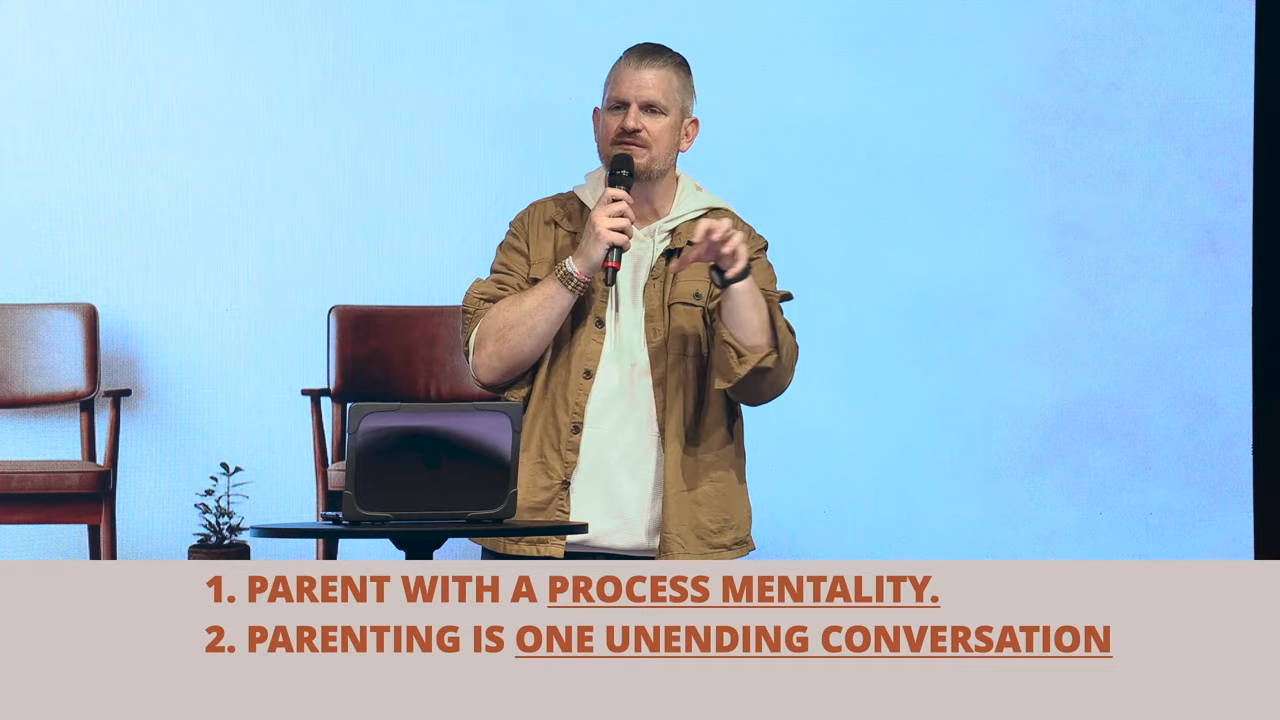 1. PARENT WITH A PROCESS MENTALITY.
2. PARENTING IS ONE UNENDING CONVERSATION